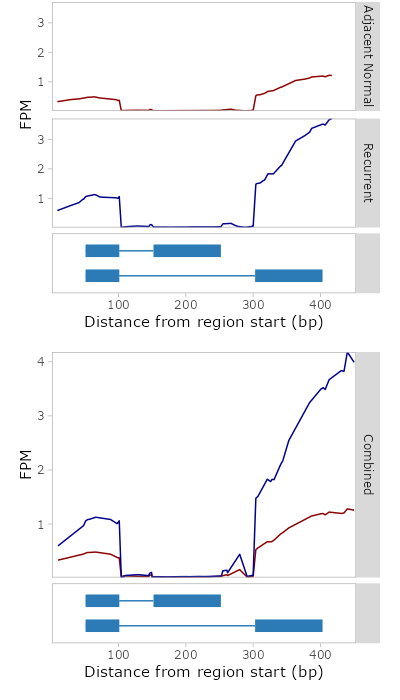 FPM
3
2
1
Adjacent Normal
3
2
1
Recurrent
100
200
300
400
Distance from region start (bp)
FPM
4
3
2
1
Combined
100
200
300
400
Distance from region start (bp)